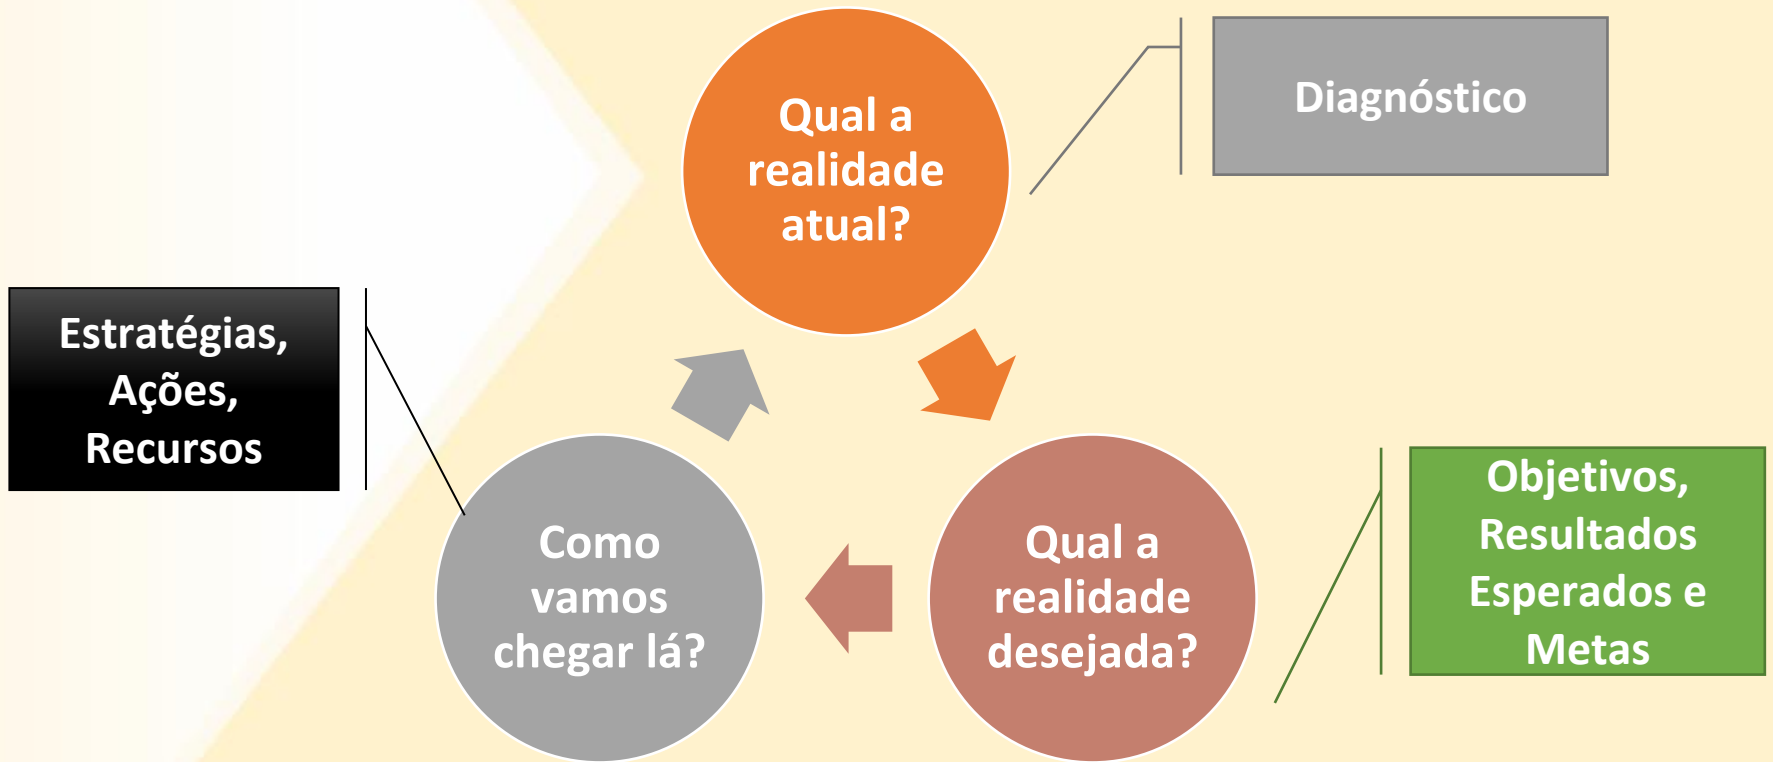 Qual a
realidade
atual?
Diagnóstico
Estratégias,
Ações,
Recursos
Como
vamos
chegar lá?
Qual a
realidade
desejada?
Objetivos,
Resultados
Esperados e
Metas